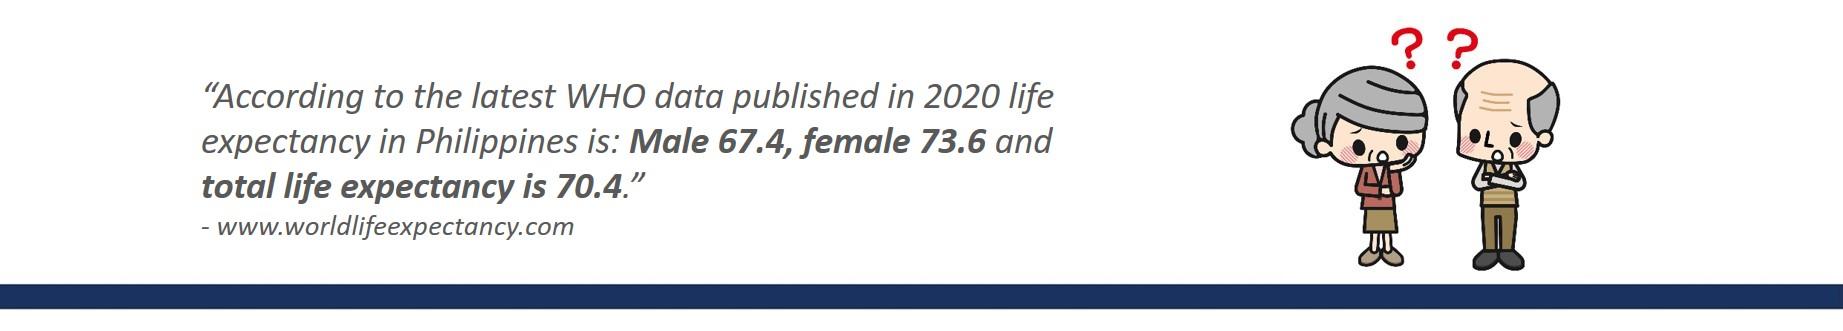 “According to the latest WHO data published in 2020 life
expectancy in Philippines is: Male 67.4, female 73.6 and
total life expectancy is 70.4.”
- www.worldlifeexpectancy.com
? ?